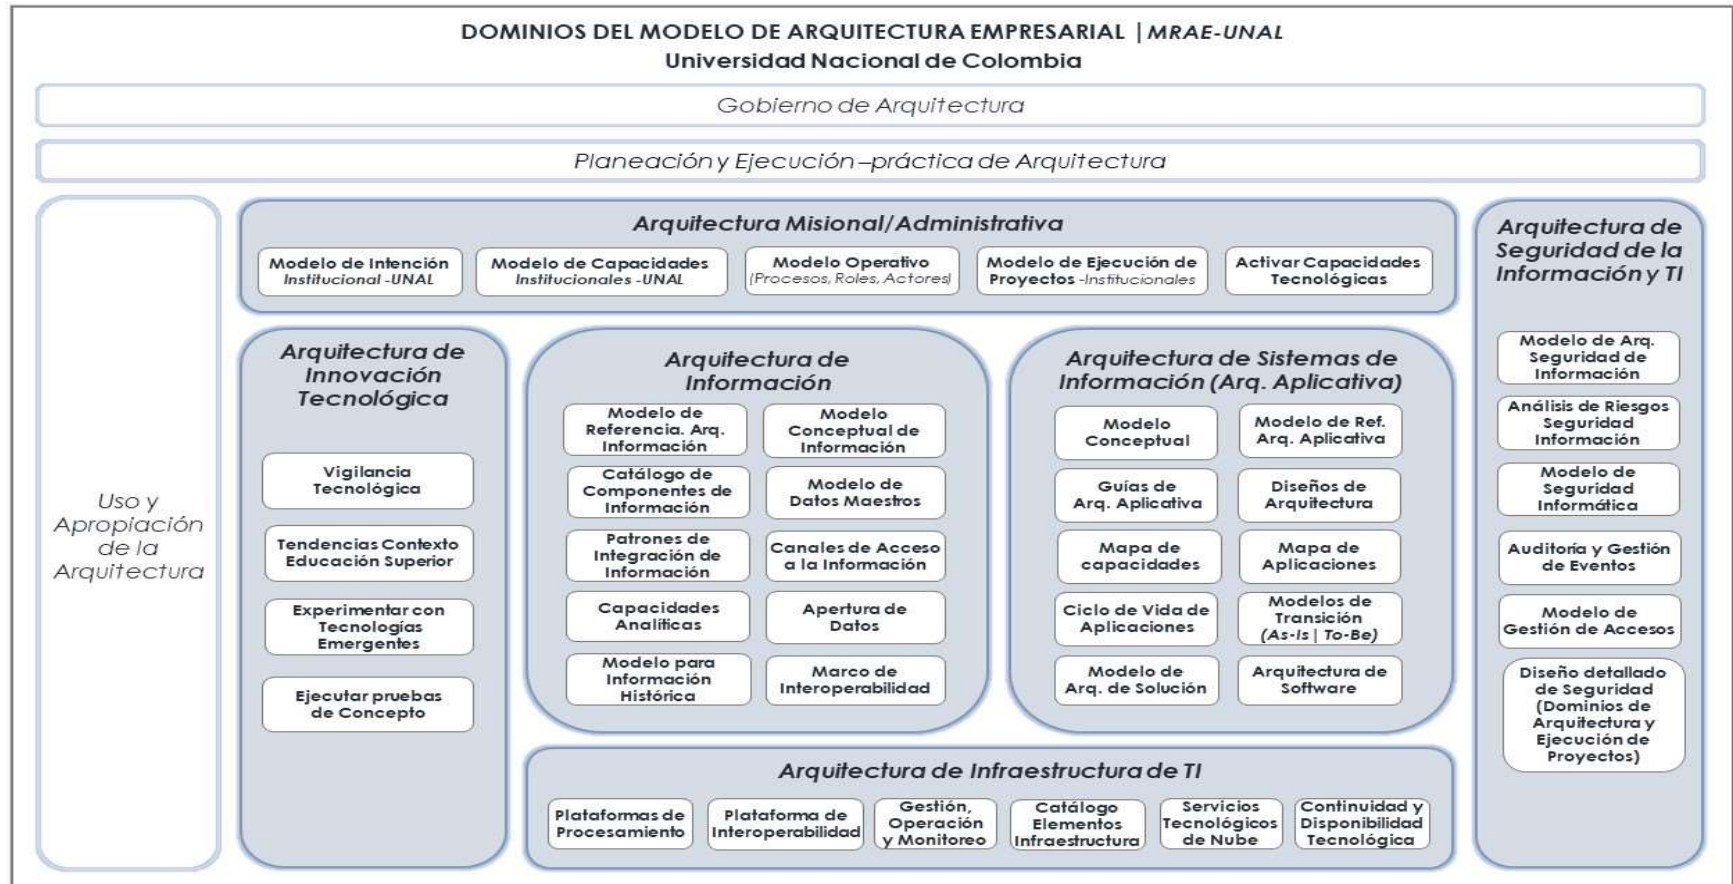 DOMINIOS DEL MODELO DE ARQUITECTURA EMPRESARIAL | MRAE-UNAL
Universidad Nacional de Colombia
Gobierno de Arquitectura
Planeación y Ejecución –práctica de Arquitectura
Uso y
Apropiación
de la
Arquitectura
Arquitectura Misional/Administrativa
Modelo de Intención
Institucional -UNAL
Modelo de Capacidades
Institucionales -UNAL
Modelo Operativo
(Procesos, Roles, Actores)
Modelo de Ejecución de
Proyectos -Institucionales
Activar Capacidades
Tecnológicas
Arquitectura de
Innovación
Tecnológica
Vigilancia
Tecnológica
Tendencias Contexto
Educación Superior
Experimentar con
Tecnologías
Emergentes
Ejecutar pruebas
de Concepto
Arquitectura de
Información
Modelo de
Referencia. Arq.
Información
Modelo
Conceptual de
Información
Catálogo de
Componentes de
Información
Modelo de
Datos Maestros
Patrones de
Integración de
Información
Canales de Acceso
a la Información
Capacidades
Analíticas
Apertura de
Datos
Modelo para
Información
Histórica
Marco de
Interoperabilidad
Arquitectura de Sistemas de
Información (Arq. Aplicativa)
Modelo
Conceptual
Modelo de Ref.
Arq. Aplicativa
Guías de
Arq. Aplicativa
Diseños de
Arquitectura
Mapa de
capacidades
Mapa de
Aplicaciones
Ciclo de Vida de
Aplicaciones
Modelos de
Transición
(As-Is | To-Be)
Modelo de
Arq. de Solución
Arquitectura de
Software
Arquitectura de Infraestructura de TI
Plataformas de
Procesamiento
Plataforma de
Interoperabilidad
Gestión,
Operación
y Monitoreo
Catálogo
Elementos
Infraestructura
Servicios
Tecnológicos
de Nube
Continuidad y
Disponibilidad
Tecnológica
Arquitectura de
Seguridad de la
Información y TI
Modelo de Arq.
Seguridad de
Información
Análisis de Riesgos
Seguridad
Información
Modelo de
Seguridad
Informática
Auditoría y Gestión
de Eventos
Modelo de
Gestión de Accesos
Diseño detallado
de Seguridad
(Dominios de
Arquitectura y
Ejecución de
Proyectos)